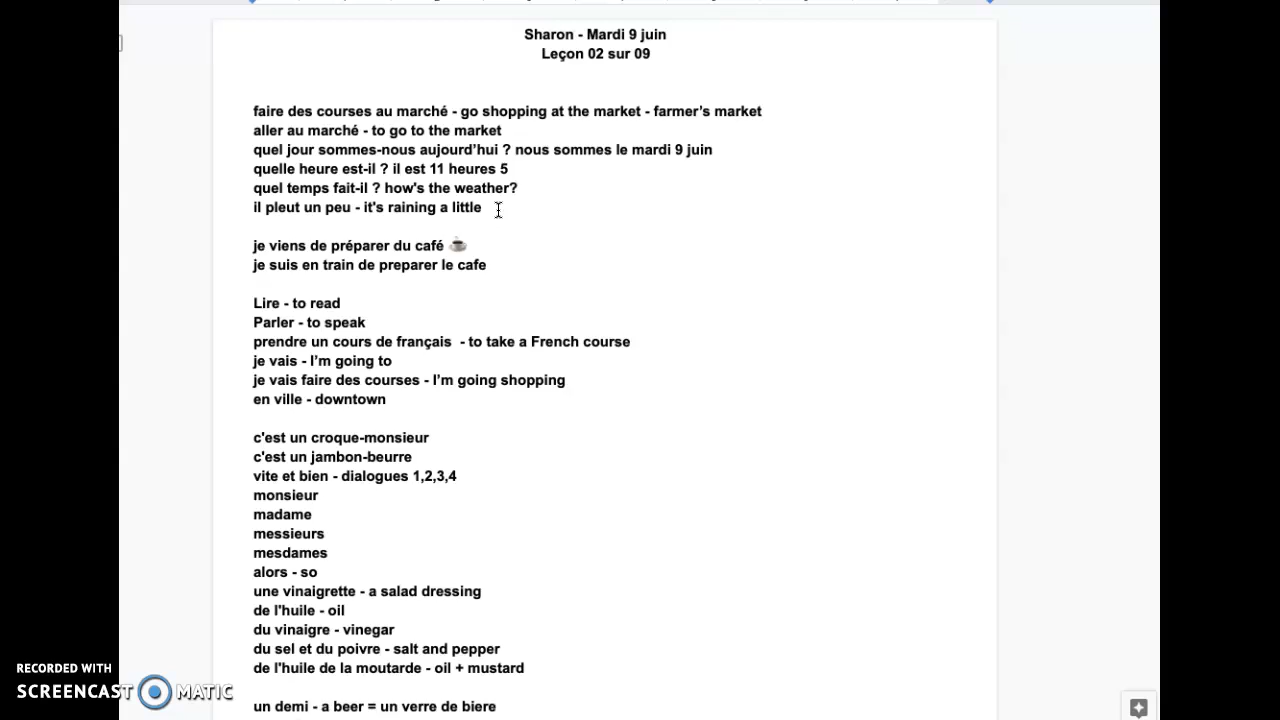 Sharon - Mardi 9 juin
Leçon 02 sur 09
faire des courses au marché - go shopping at the market - farmer's market
aller au marché - to go to the market
quel jour sommes-nous aujourd'hui ? nous sommes le mardi 9 juin
quelle heure est-il ? il est 11 heures 5
quel temps fait-il ? how's the weather?
il pleut un peu - it's raining a little
je viens de préparer du café ☕
je suis en train de preparer le cafe
Lire - to read
Parler - to speak
prendre un cours de français - to take a French course
je vais - I'm going to
je vais faire des courses - I'm going shopping
en ville - downtown
c'est un croque-monsieur
c'est un jambon-beurre
vite et bien - dialogues 1,2,3,4
monsieur
madame
messieurs
mesdames
alors - so
une vinaigrette - a salad dressing
de l'huile - oil
du vinaigre - vinegar
du sel et du poivre - salt and pepper
de l'huile de la moutarde - oil + mustard
un demi - a beer = un verre de biere
RECORDED WITH
SCREENCAST MATIC